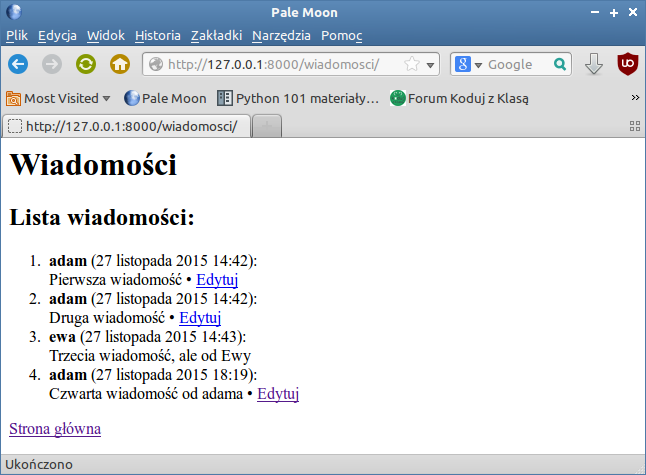 Pale Moon
Plik Edycja Widok Historia Zakładki Narzędzia Pomoc
http://127.0.0.1:8000/wiadomosci/ Google
Most Visited Pale Moon Python 101 materiały… Forum Koduj z Klasą
http://127.0.0.1:8000/wiadomosci/
Wiadomości
Lista wiadomości:
1. adam (27 listopada 2015 14:42):
Pierwsza wiadomość • Edytuj
2. adam (27 listopada 2015 14:42):
Druga wiadomość • Edytuj
3. ewa (27 listopada 2015 14:43):
Trzecia wiadomość, ale od Ewy
4. adam (27 listopada 2015 18:19):
Czwarta wiadomość od adama • Edytuj
Strona główna
Ukończono